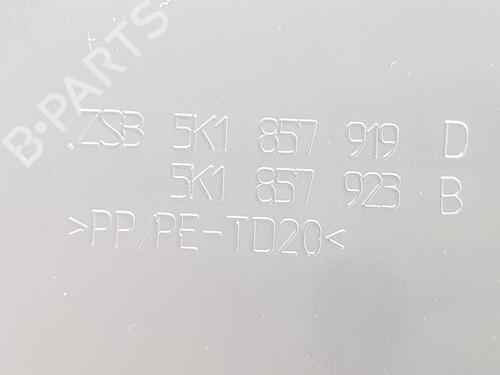 B-PARTS
.ZSB 5K1 857 919 D
5K1 857 923 B
>PP/PE-TD20<